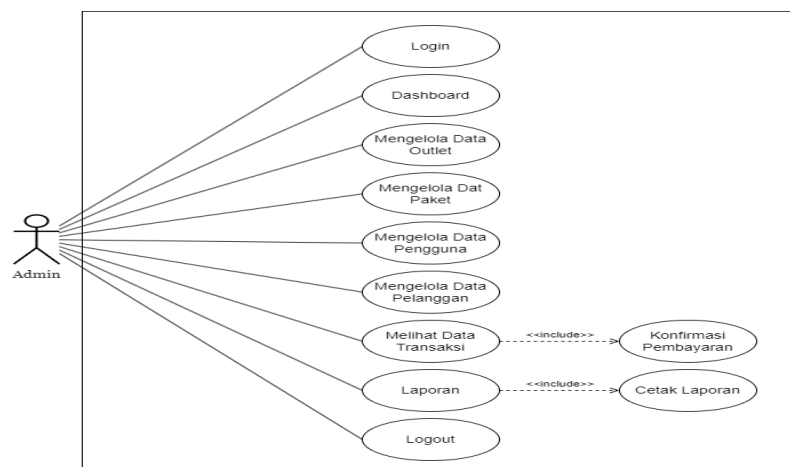 Login
Dashboard
Mengelola Data
Outlet
Mengelola Dat
Paket
Mengelola Data
Pengguna
Admin
Mengelola Data
Pelanggan
Melihat Data
Transaksi
<<include>>
Konfirmasi
Pembayaran
Laporan
<<include>>
Cetak Laporan
Logout